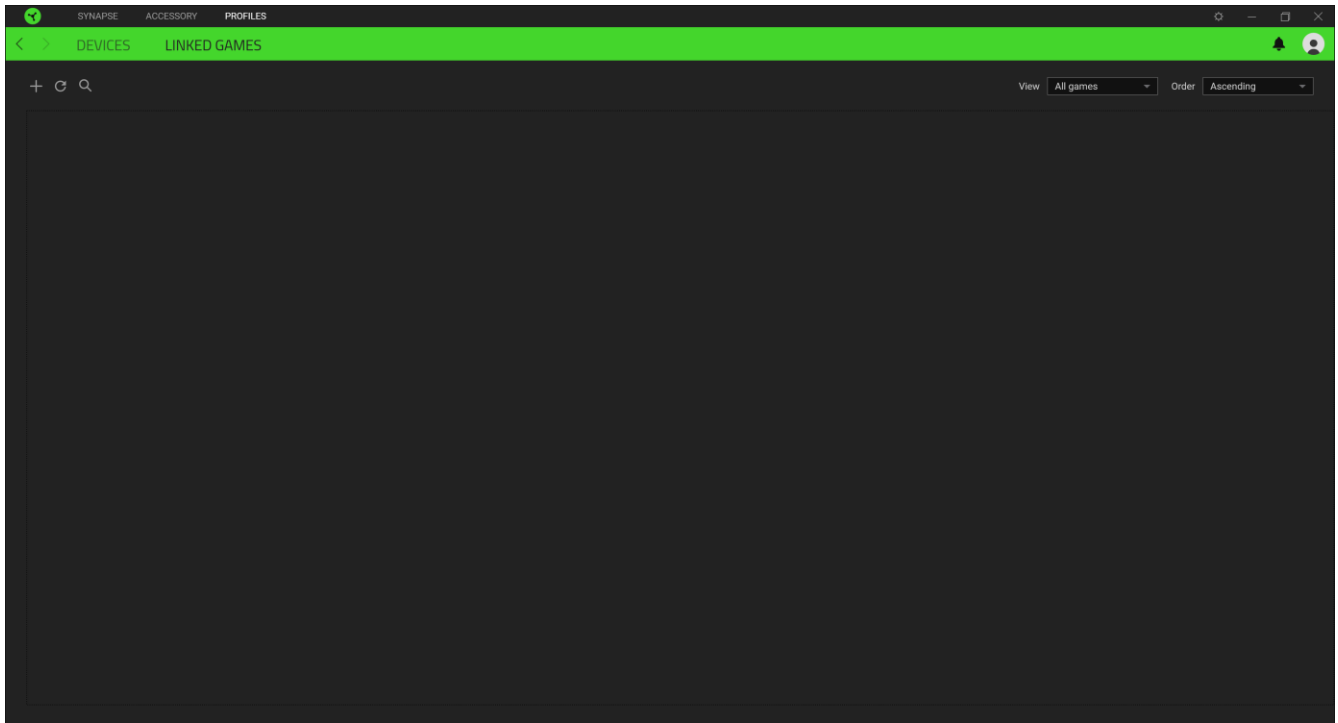 SYNAPSE ACCESSORY PROFILES
DEVICES LINKED GAMES
View All games Order Ascending